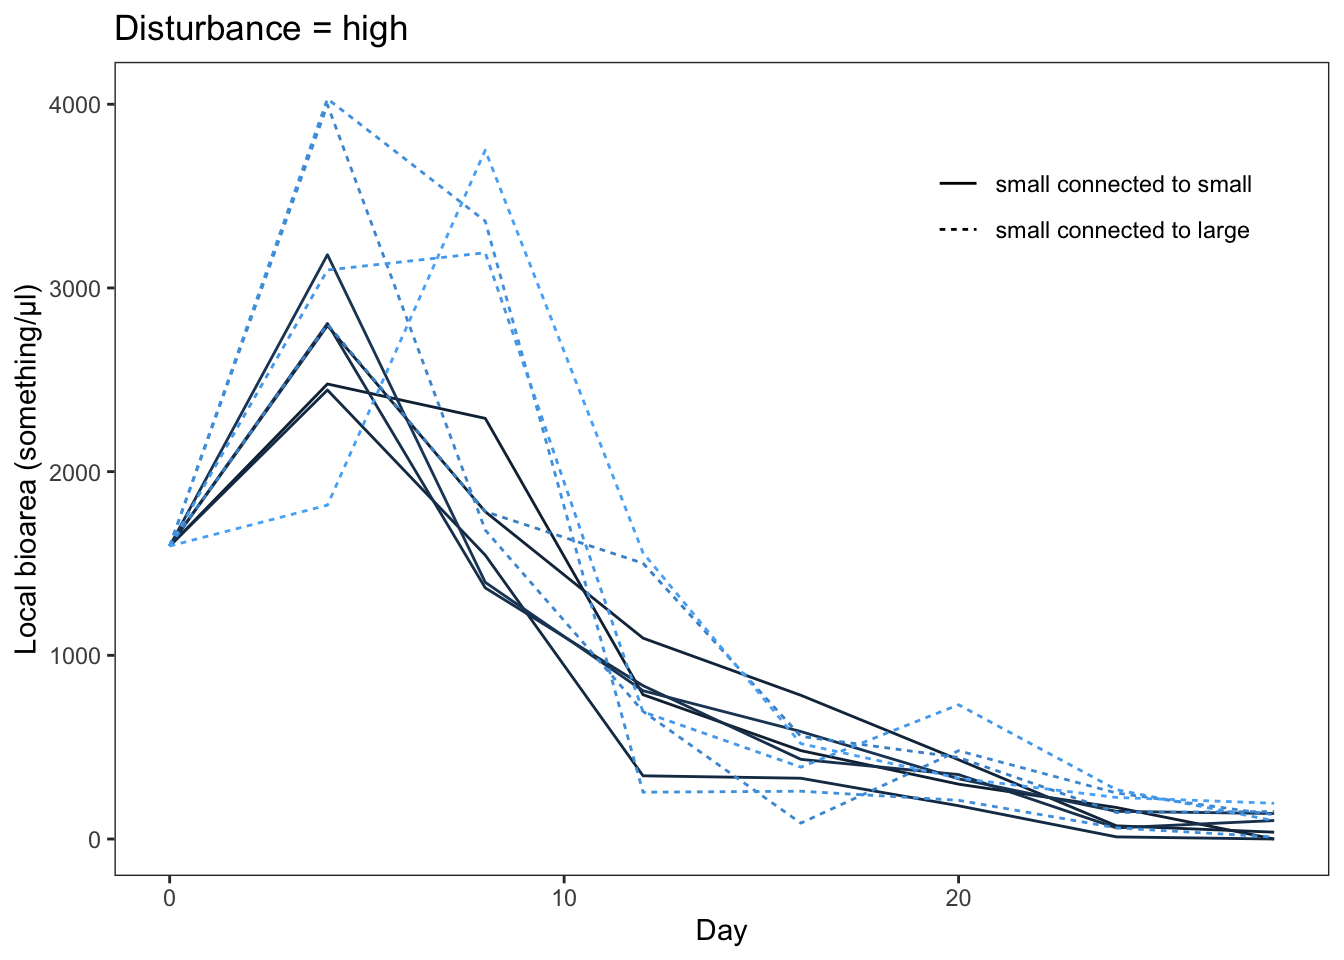 Disturbance = high
4000
3000
2000
1000
0
Local bioarea (something/μl)
small connected to small
small connected to large
0
10
20
Day